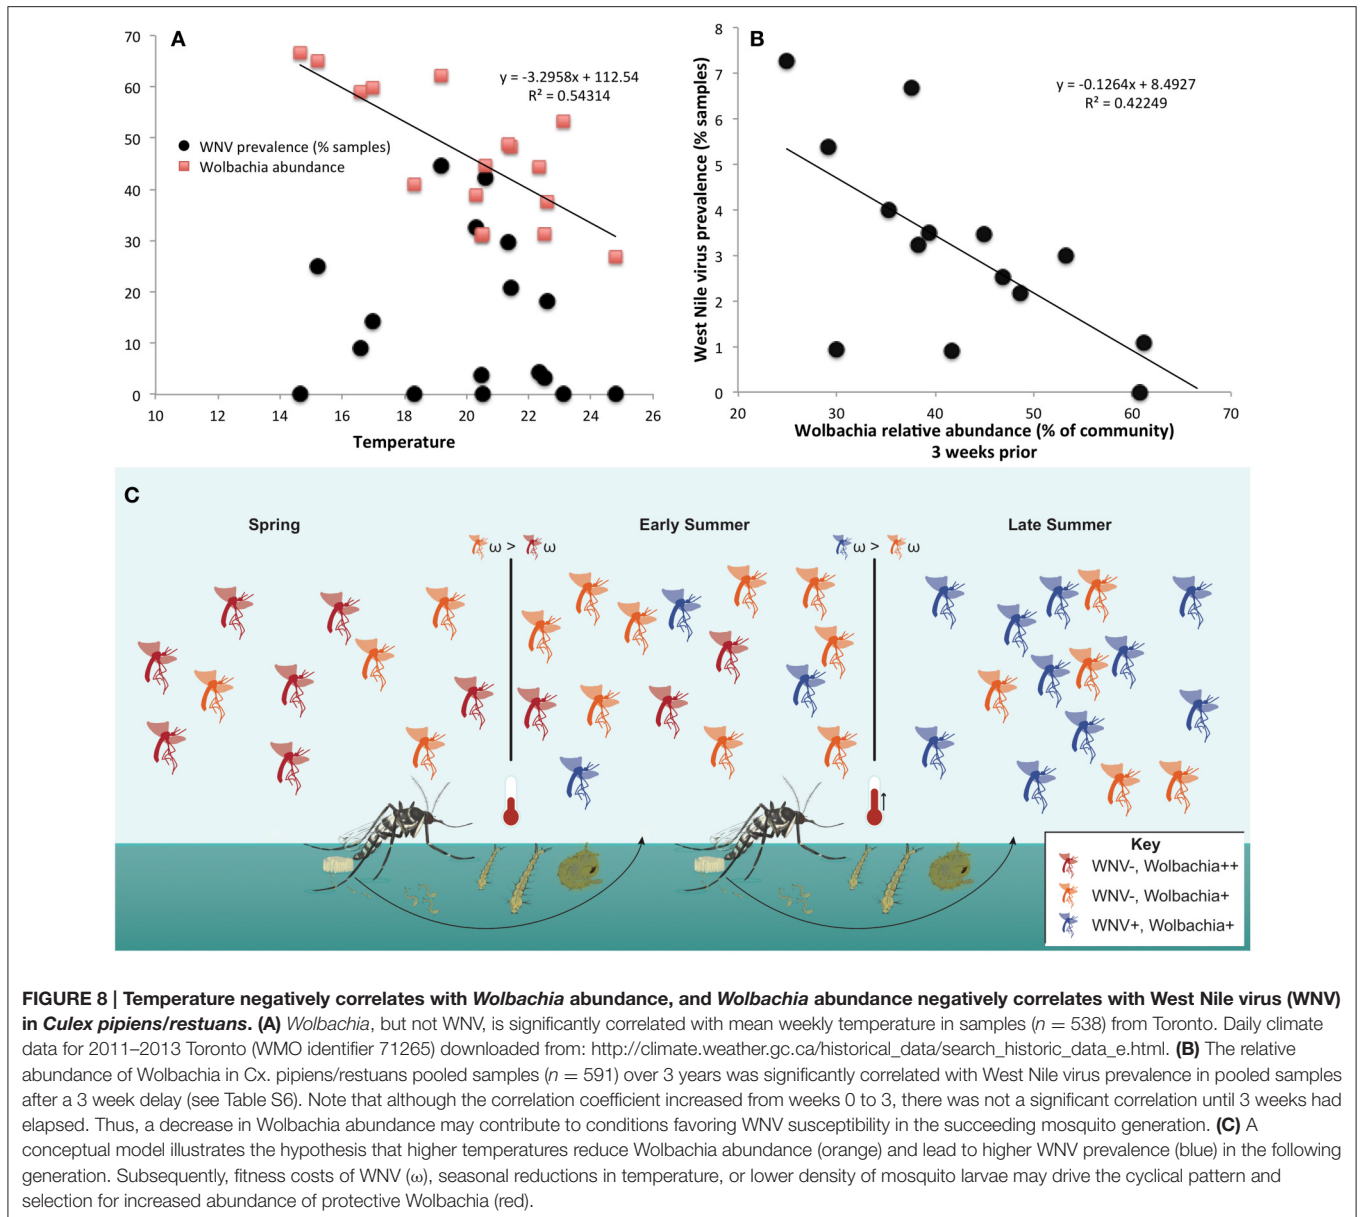 A
y = -3.2958x + 112.54
R² = 0.54314
WNV prevalence (% samples)
Wolbachia abundance
70
60
50
40
30
20
10
0
10 12 14 16 18 20 22 24 26
Temperature
B
y = -0.1264x + 8.4927
R² = 0.42249
West Nile virus prevalence (% samples)
8
7
6
5
4
3
2
1
0
20 30 40 50 60 70
Wolbachia relative abundance (% of community)
3 weeks prior
C
Spring
Early Summer
Late Summer
ω > ω
ω > ω
Key
WNV-, Wolbachia++
WNV-, Wolbachia+
WNV+, Wolbachia+
FIGURE 8 | Temperature negatively correlates with Wolbachia abundance, and Wolbachia abundance negatively correlates with West Nile virus (WNV)
in Culex pipiens/restuans. (A) Wolbachia, but not WNV, is significantly correlated with mean weekly temperature in samples (n = 538) from Toronto. Daily climate
data for 2011–2013 Toronto (WMO identifier 71265) downloaded from: http://climate.weather.gc.ca/historical_data/search_historic_data_e.html. (B) The relative
abundance of Wolbachia in Cx. pipiens/restuans pooled samples (n = 591) over 3 years was significantly correlated with West Nile virus prevalence in pooled samples
after a 3 week delay (see Table S6). Note that although the correlation coefficient increased from weeks 0 to 3, there was not a significant correlation until 3 weeks had
elapsed. Thus, a decrease in Wolbachia abundance may contribute to conditions favoring WNV susceptibility in the succeeding mosquito generation. (C) A
conceptual model illustrates the hypothesis that higher temperatures reduce Wolbachia abundance (orange) and lead to higher WNV prevalence (blue) in the following
generation. Subsequently, fitness costs of WNV (ω), seasonal reductions in temperature, or lower density of mosquito larvae may drive the cyclical pattern and
selection for increased abundance of protective Wolbachia (red).